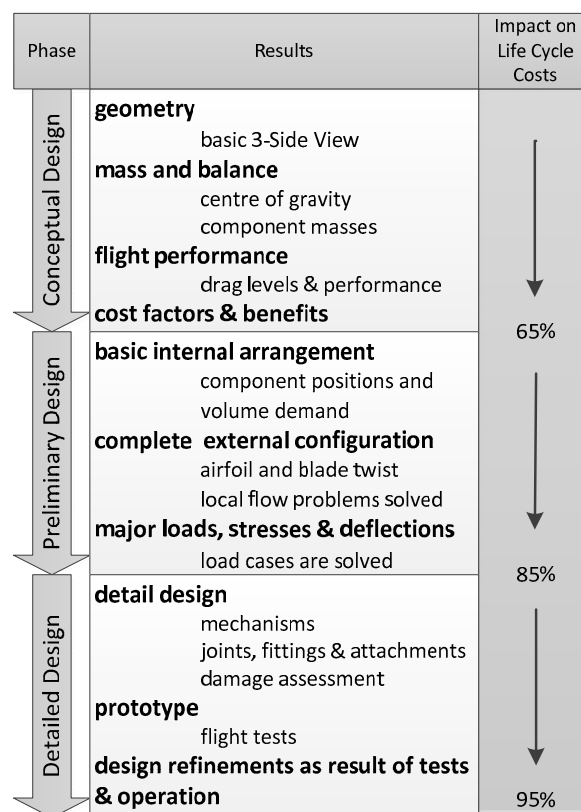 Phase
Results
Impact on
Life Cycle
Costs
Conceptual Design
geometry
basic 3-Side View
mass and balance
centre of gravity
component masses
flight performance
drag levels & performance
cost factors & benefits
65%
Preliminary Design
basic internal arrangement
component positions and
volume demand
complete external configuration
airfoil and blade twist
local flow problems solved
major loads, stresses & deflections
load cases are solved
85%
Detailed Design
detail design
mechanisms
joints, fittings & attachments
damage assessment
prototype
flight tests
design refinements as result of tests
& operation
95%